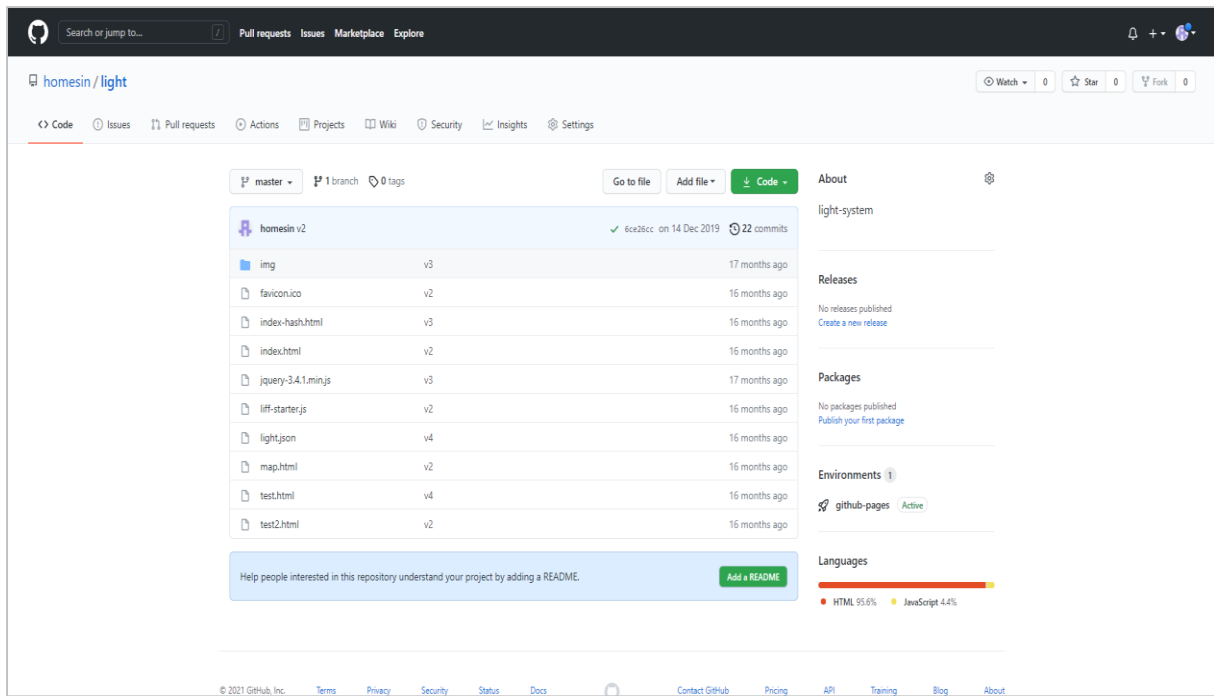 Search or jump to... /
Pull requests Issues Marketplace Explore
homesin / light
Watch 0 Star 0 Fork 0
<> Code Issues Pull requests Actions Projects Wiki Security Insights Settings
master 1 branch 0 tags Go to file Add file Code
homesin v2 6ce26cc on 14 Dec 2019 22 commits
img v3 17 months ago
favicon.ico v2 16 months ago
index-hash.html v3 16 months ago
index.html v2 16 months ago
jquery-3.4.1.min.js v3 17 months ago
liff-starter.js v2 16 months ago
light.json v4 16 months ago
map.html v2 16 months ago
test.html v4 16 months ago
test2.html v2 16 months ago
Help people interested in this repository understand your project by adding a README. Add a README
About
light-system
Releases
No releases published
Create a new release
Packages
No packages published
Publish your first package
Environments 1
github-pages Active
Languages
HTML 95.6% JavaScript 4.4%
© 2021 GitHub, Inc. Terms Privacy Security Status Docs Contact GitHub Pricing API Training Blog About